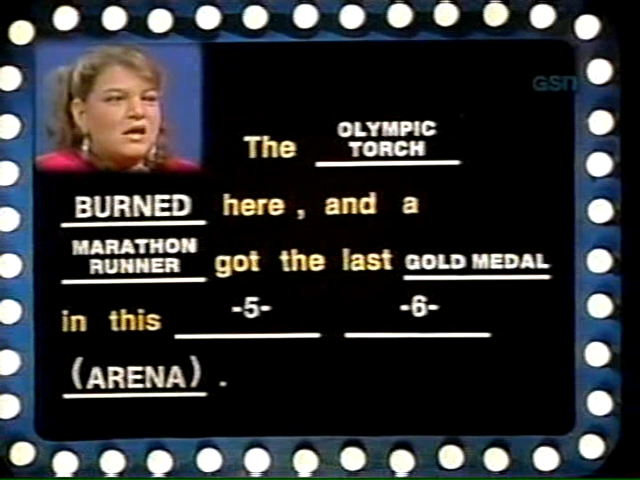 GSN
The OLYMPIC TORCH
BURNED here, and a
MARATHON RUNNER got the last GOLD MEDAL
in this -5- -6-
(ARENA).